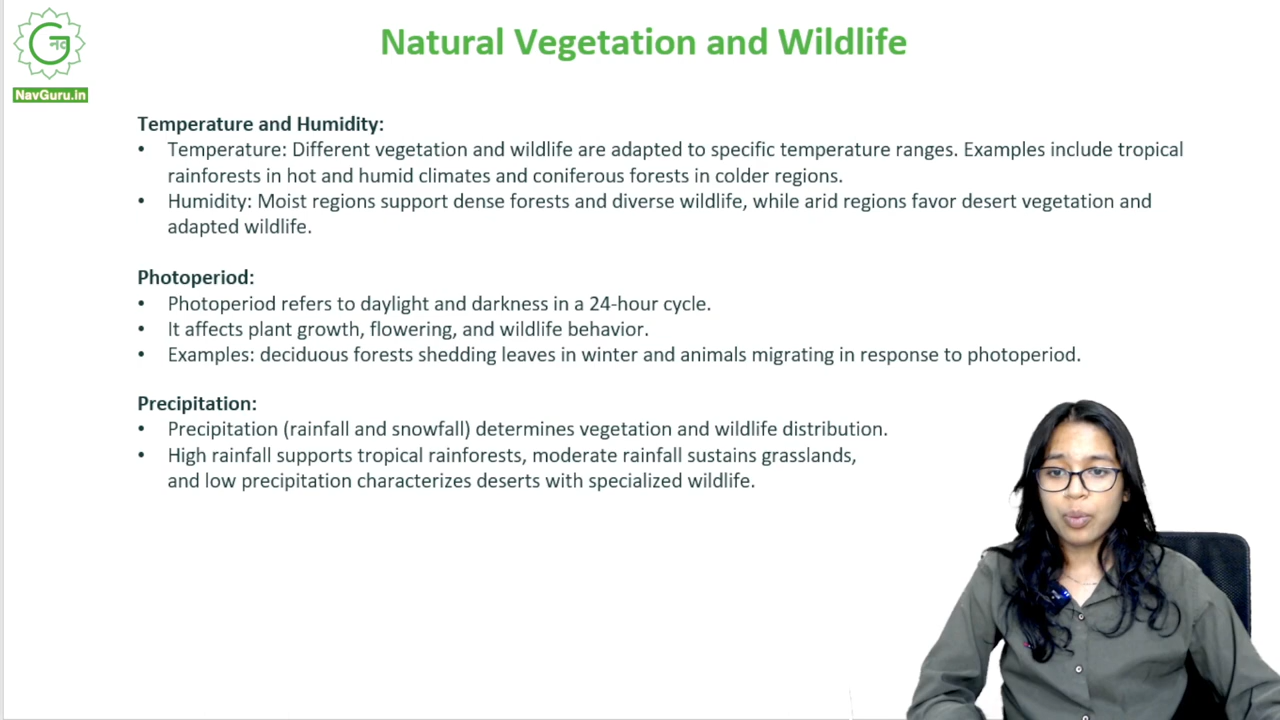 नव
NavGuru.in
Natural Vegetation and Wildlife
Temperature and Humidity:
• Temperature: Different vegetation and wildlife are adapted to specific temperature ranges. Examples include tropical
rainforests in hot and humid climates and coniferous forests in colder regions.
• Humidity: Moist regions support dense forests and diverse wildlife, while arid regions favor desert vegetation and
adapted wildlife.
Photoperiod:
• Photoperiod refers to daylight and darkness in a 24-hour cycle.
• It affects plant growth, flowering, and wildlife behavior.
• Examples: deciduous forests shedding leaves in winter and animals migrating in response to photoperiod.
Precipitation:
• Precipitation (rainfall and snowfall) determines vegetation and wildlife distribution.
• High rainfall supports tropical rainforests, moderate rainfall sustains grasslands,
and low precipitation characterizes deserts with specialized wildlife.